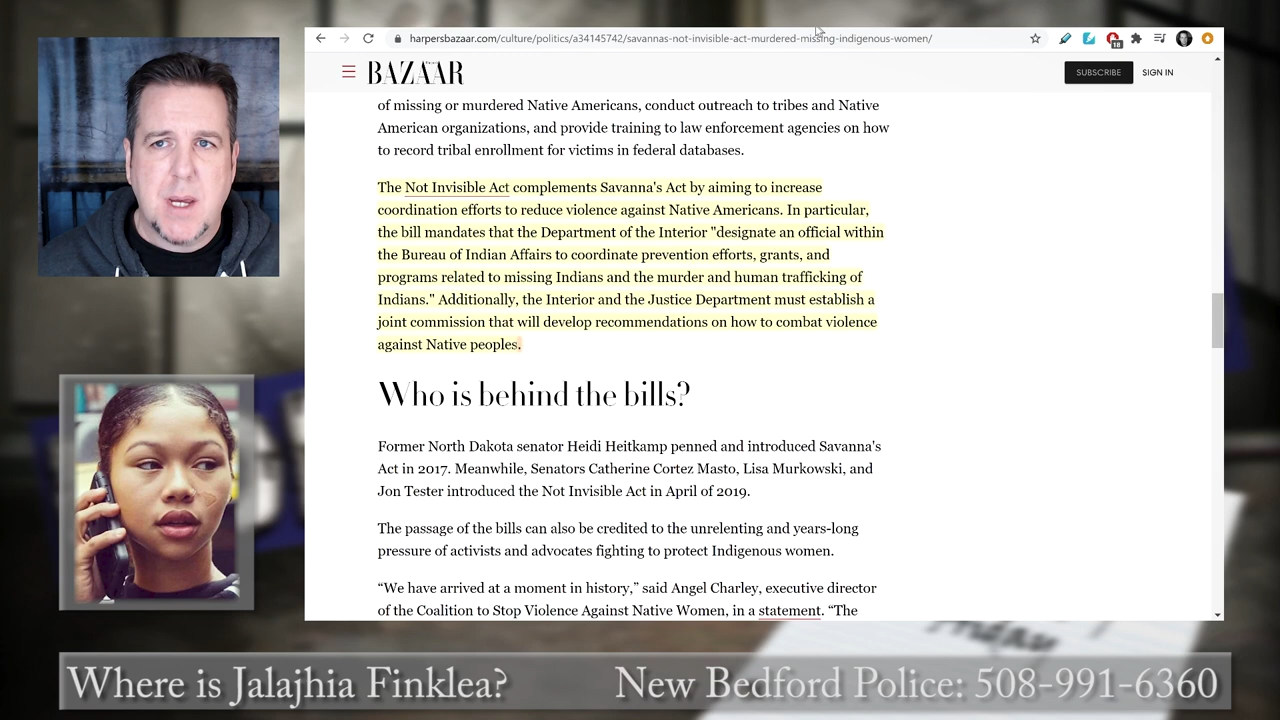 harpersbazaar.com/culture/politics/a34145742/savannas-not-invisible-act-murdered-missing-indigenous-women/
18
BAZAAR
SUBSCRIBE
SIGN IN
of missing or murdered Native Americans, conduct outreach to tribes and Native
American organizations, and provide training to law enforcement agencies on how
to record tribal enrollment for victims in federal databases.
The Not Invisible Act complements Savanna's Act by aiming to increase
coordination efforts to reduce violence against Native Americans. In particular,
the bill mandates that the Department of the Interior "designate an official within
the Bureau of Indian Affairs to coordinate prevention efforts, grants, and
programs related to missing Indians and the murder and human trafficking of
Indians." Additionally, the Interior and the Justice Department must establish a
joint commission that will develop recommendations on how to combat violence
against Native peoples.
Who is behind the bills?
Former North Dakota senator Heidi Heitkamp penned and introduced Savanna's
Act in 2017. Meanwhile, Senators Catherine Cortez Masto, Lisa Murkowski, and
Jon Tester introduced the Not Invisible Act in April of 2019.
The passage of the bills can also be credited to the unrelenting and years-long
pressure of activists and advocates fighting to protect Indigenous women.
“We have arrived at a moment in history,” said Angel Charley, executive director
of the Coalition to Stop Violence Against Native Women, in a statement. “The
Friday
Where is Jalajhia Finklea?
New Bedford Police: 508-991-6360